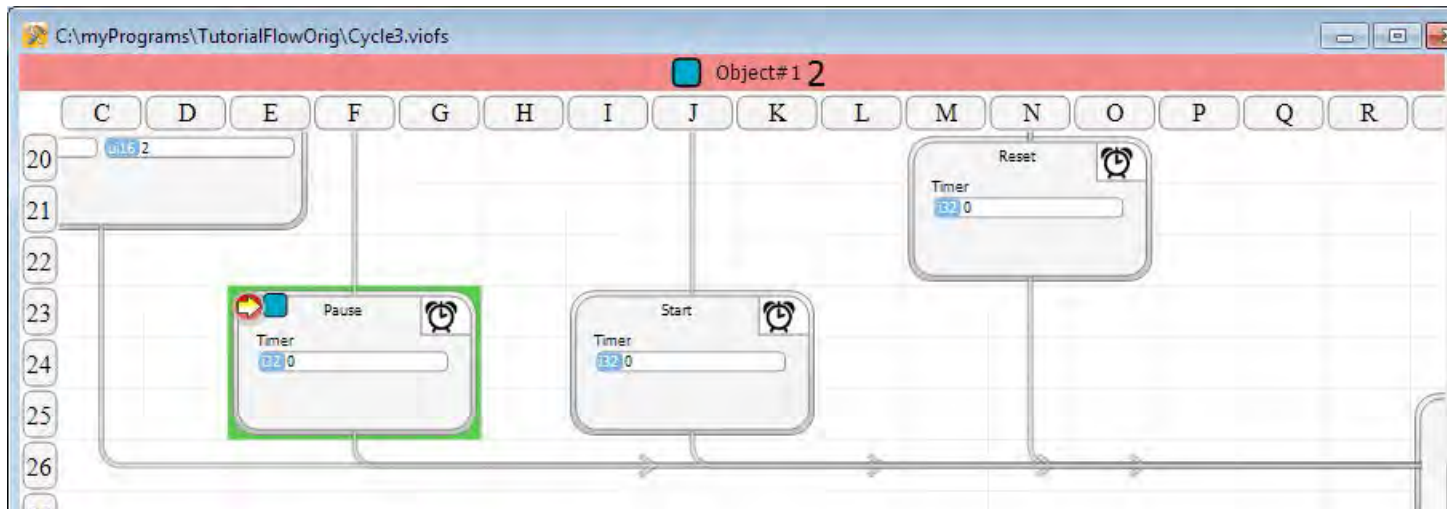 C:\myPrograms\TutorialFlowOrig\Cycle3.viofs
Object#1 2
C D E F G H I J K L M N O P Q R
20 ui16 2 Reset
Timer
21 i32 0
22
23 Pause Start
Timer Timer
24 i32 0 i32 0
25
26